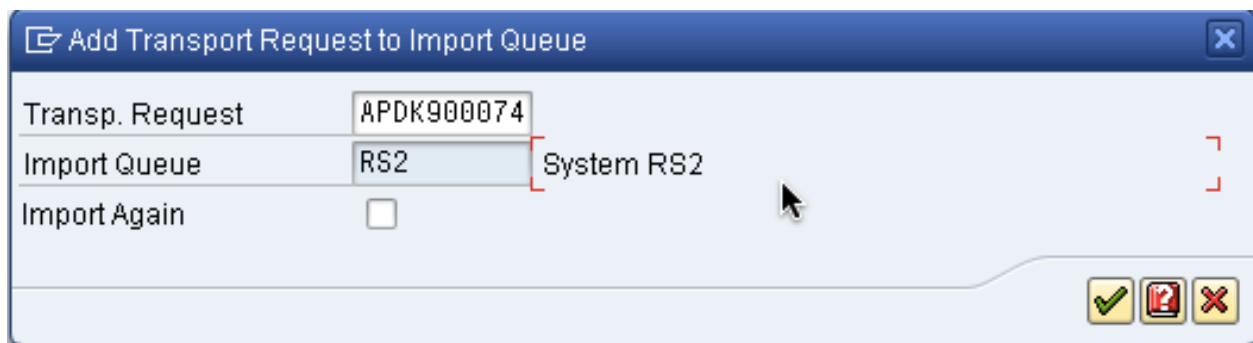 Add Transport Request to Import Queue
Transp. Request APDK900074
Import Queue RS2 System RS2
Import Again